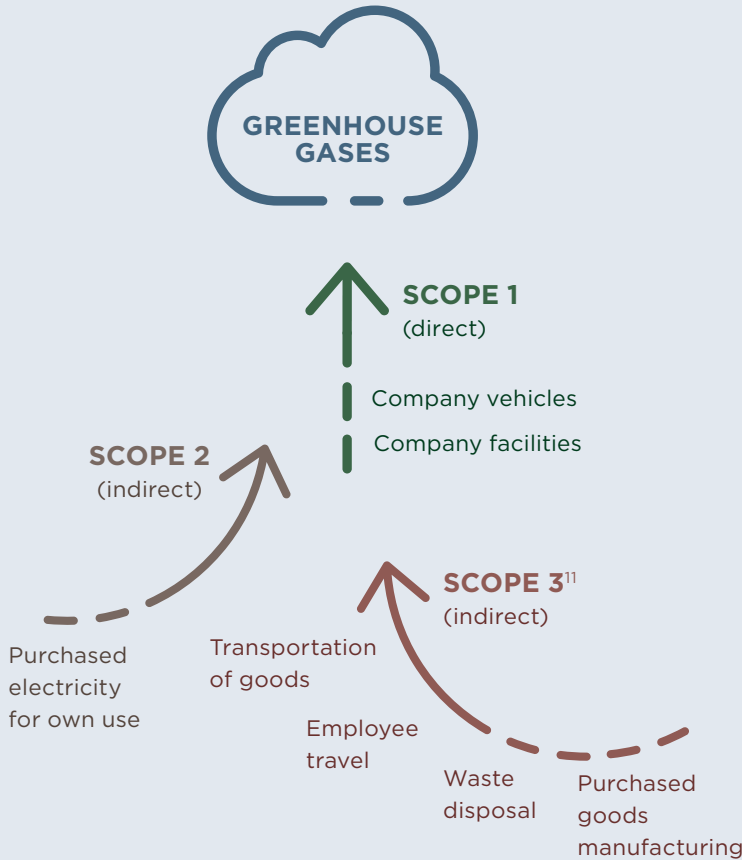 GREENHOUSE
GASES
SCOPE 1
(direct)
Company vehicles
Company facilities
SCOPE 2
(indirect)
Purchased
electricity
for own use
SCOPE 3¹¹
(indirect)
Transportation
of goods
Employee
travel
Waste
disposal
Purchased
goods
manufacturing